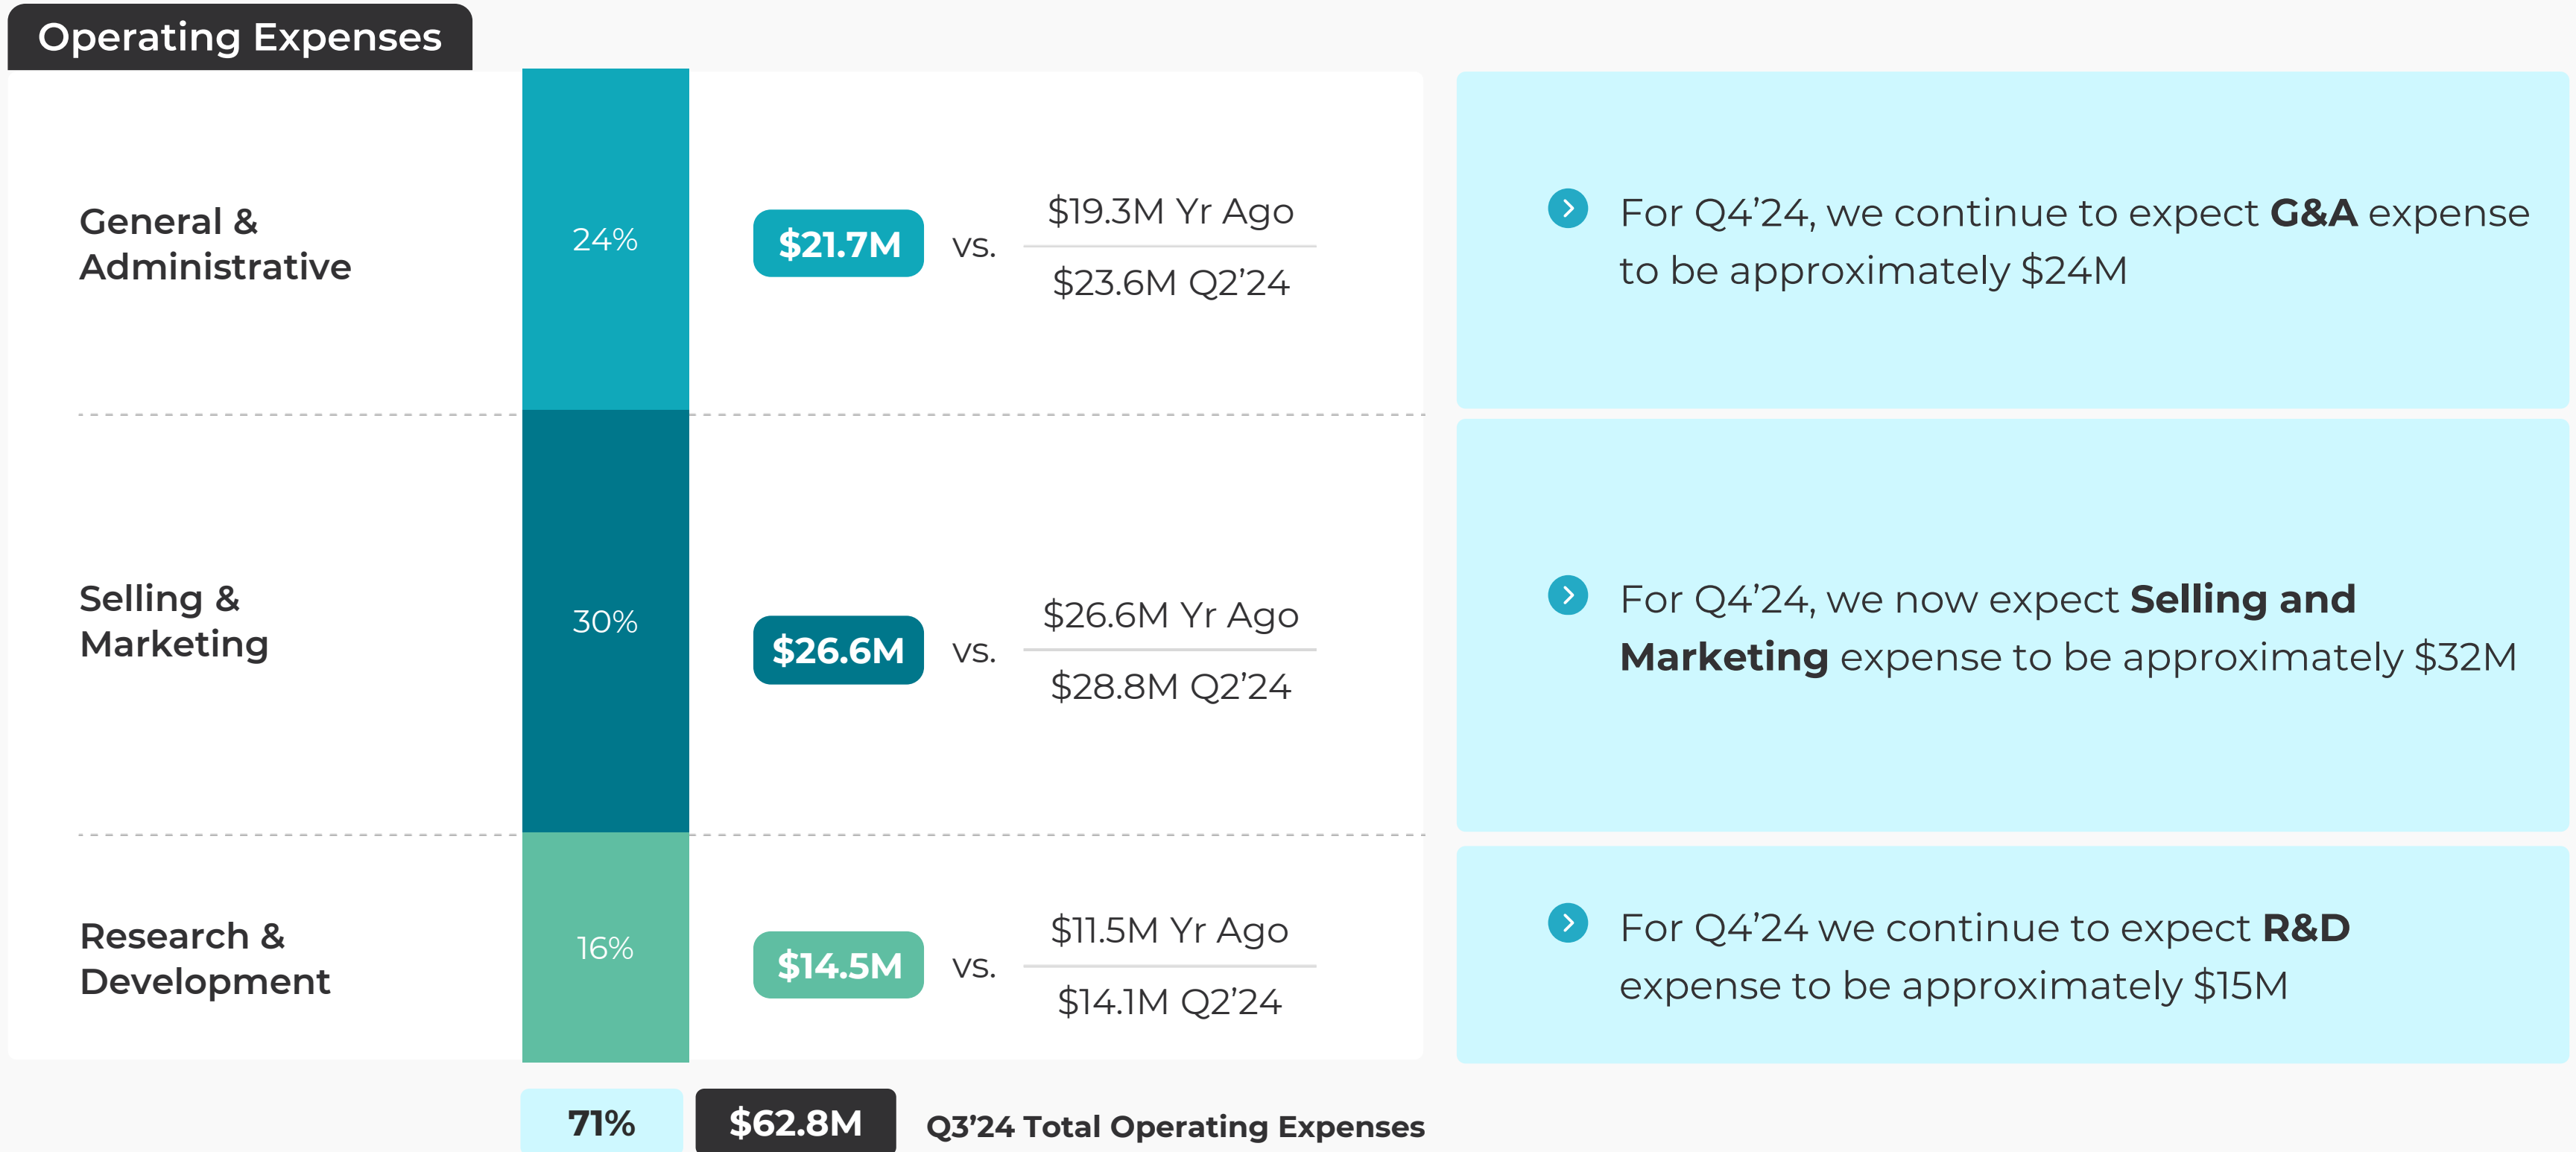 Operating Expenses
General &
Administrative
24%
$21.7M
vs.
$19.3M Yr Ago
$23.6M Q2’24
For Q4’24, we continue to expect G&A expense
to be approximately $24M
Selling &
Marketing
30%
$26.6M
vs.
$26.6M Yr Ago
$28.8M Q2’24
For Q4’24, we now expect Selling and
Marketing expense to be approximately $32M
Research &
Development
16%
$14.5M
vs.
$11.5M Yr Ago
$14.1M Q2’24
For Q4’24 we continue to expect R&D
expense to be approximately $15M
71%
$62.8M
Q3’24 Total Operating Expenses